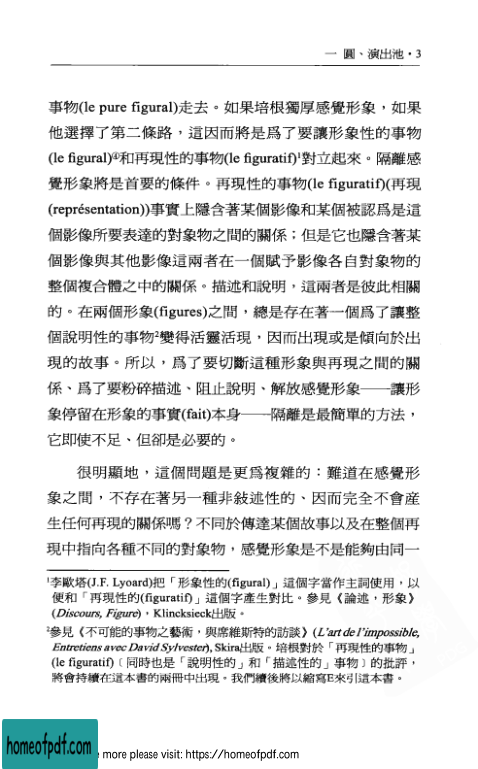 一 圓、演出池·3
事物(le pure figural)走去。如果培根獨厚感覺形象，如果
他選擇了第二條路，這因而將是爲了要讓形象性的事物
(le figural)④和再現性的事物(le figuratif)¹對立起來。隔離感
覺形象將是首要的條件。再現性的事物(le figuratif)(再現
(représentation))事實上隱含著某個影像和某個被認爲是這
個影像所要表達的對象物之間的關係；但是它也隱含著某
個影像與其他影像這兩者在一個賦予影像各自對象物的
整個複合體之中的關係。描述和說明，這兩者是彼此相關
的。在兩個形象(figures)之間，總是存在著一個爲了讓整
個說明性的事物²變得活靈活現，因而出現或是傾向於出
現的故事。所以，爲了要切斷這種形象與再現之間的關
係、爲了要粉碎描述、阻止說明、解放感覺形象——讓形
象停留在形象的事實(fait)本身——隔離是最簡單的方法，
它即使不足、但卻是必要的。
很明顯地，這個問題是更爲複雜的：難道在感覺形
象之間，不存在著另一種非敍述性的、因而完全不會產
生任何再現的關係嗎？不同於傳達某個故事以及在整個再
現中指向各種不同的對象物，感覺形象是不是能夠由同一
¹李歐塔(J.F. Lyoard)把「形象性的(figural)」這個字當作主詞使用，以
便和「再現性的(figuratif)」這個字產生對比。參見《論述，形象》
(Discours, Figure)，Klincksieck出版。
²參見《不可能的事物之藝術，與席維斯特的訪談》(L'art de l'impossible,
Entretiens avec David Sylvester), Skira出版。培根對於「再現性的事物」
(le figuratif)〔同時也是「說明性的」和「描述性的」事物〕的批評，
將會持續在這本書的兩冊中出現。我們續後將以縮寫E來引這本書。
homeofpdf.com
e more please visit: https://homeofpdf.com